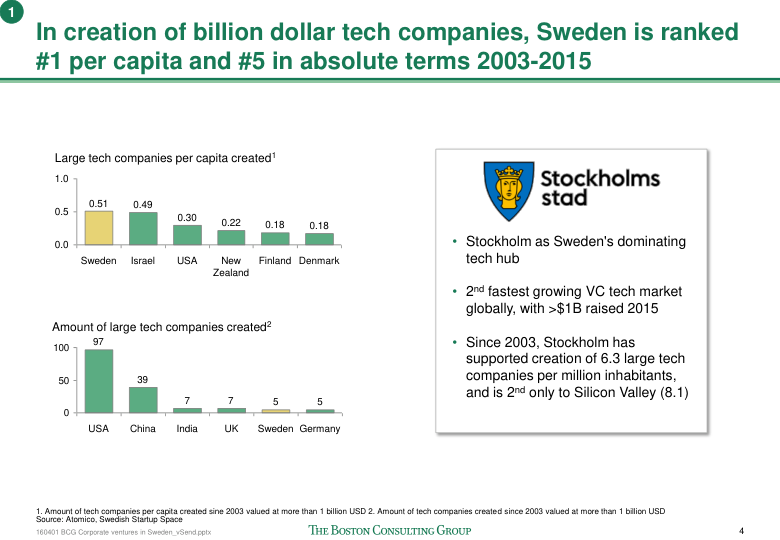 1
In creation of billion dollar tech companies, Sweden is ranked
#1 per capita and #5 in absolute terms 2003-2015
Large tech companies per capita created1
1.0
0.5
0.0
0.51
0.49
0.30
0.22
0.18
0.18
Sweden
Israel
USA
New
Zealand
Finland
Denmark
Amount of large tech companies created2
100
50
0
97
39
7
7
5
5
USA
China
India
UK
Sweden
Germany
Stockholms
stad
• Stockholm as Sweden's dominating
tech hub
• 2nd fastest growing VC tech market
globally, with >$1B raised 2015
• Since 2003, Stockholm has
supported creation of 6.3 large tech
companies per million inhabitants,
and is 2nd only to Silicon Valley (8.1)
1. Amount of tech companies per capita created sine 2003 valued at more than 1 billion USD 2. Amount of tech companies created since 2003 valued at more than 1 billion USD
Source: Atomico, Swedish Startup Space
160401 BCG Corporate ventures in Sweden_vSend.pptx
THE BOSTON CONSULTING GROUP
4